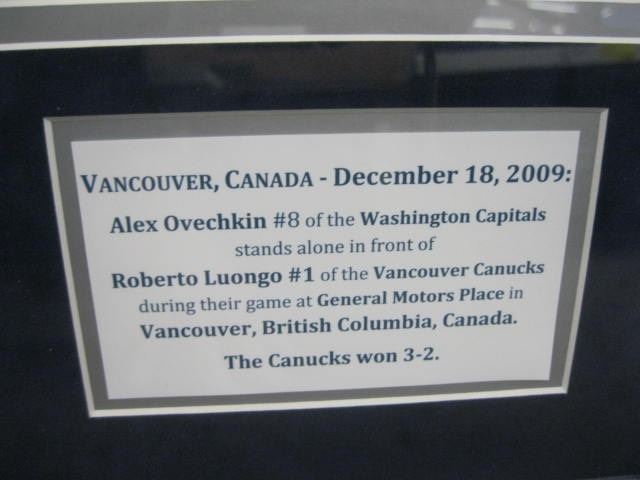 VANCOUVER, CANADA - December 18, 2009:
Alex Ovechkin #8 of the Washington Capitals
stands alone in front of
Roberto Luongo #1 of the Vancouver Canucks
during their game at General Motors Place in
Vancouver, British Columbia, Canada.
The Canucks won 3-2.